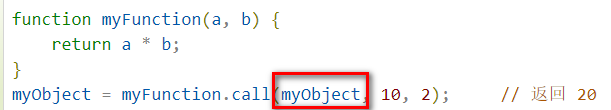 function myFunction(a, b) {
    return a * b;
}
myObject = myFunction.call(myObject, 10, 2);     // 返回 20